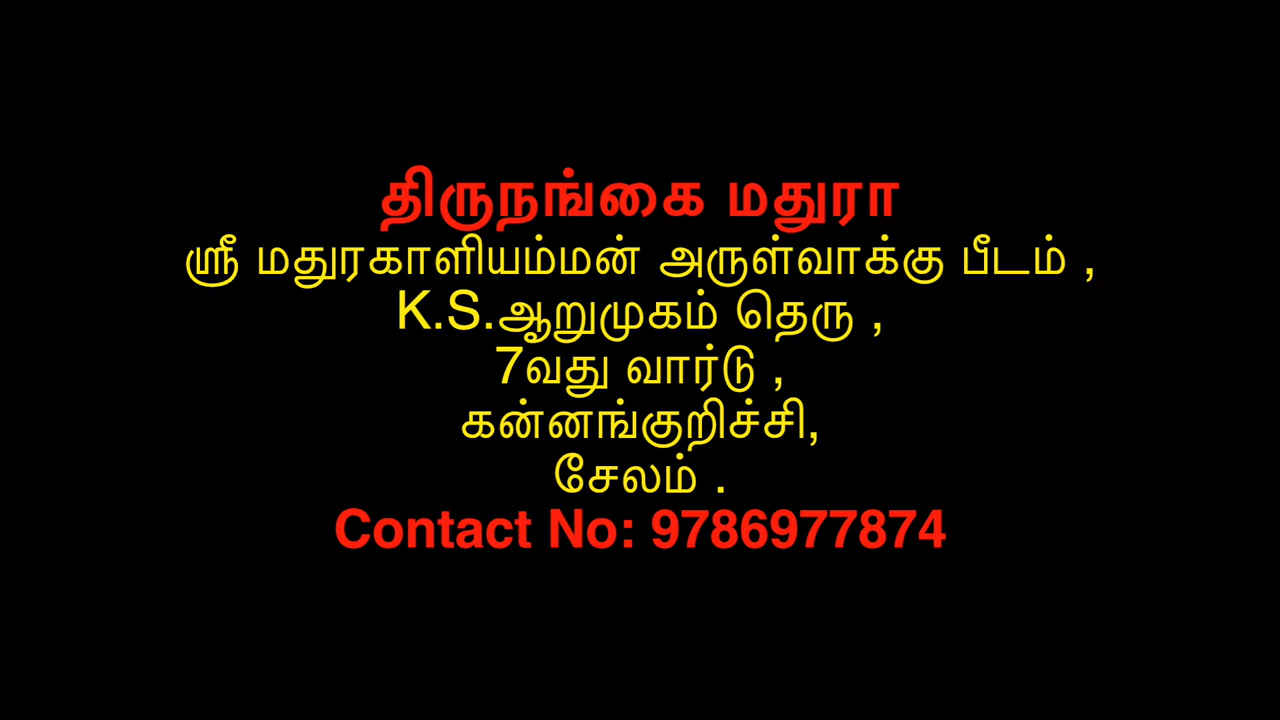 திருநங்கை மதுரா
ஸ்ரீ மதுரகாளியம்மன் அருள்வாக்கு பீடம் ,
K.S.ஆறுமுகம் தெரு ,
7வது வார்டு ,
கன்னங்குறிச்சி,
சேலம் .
Contact No: 9786977874